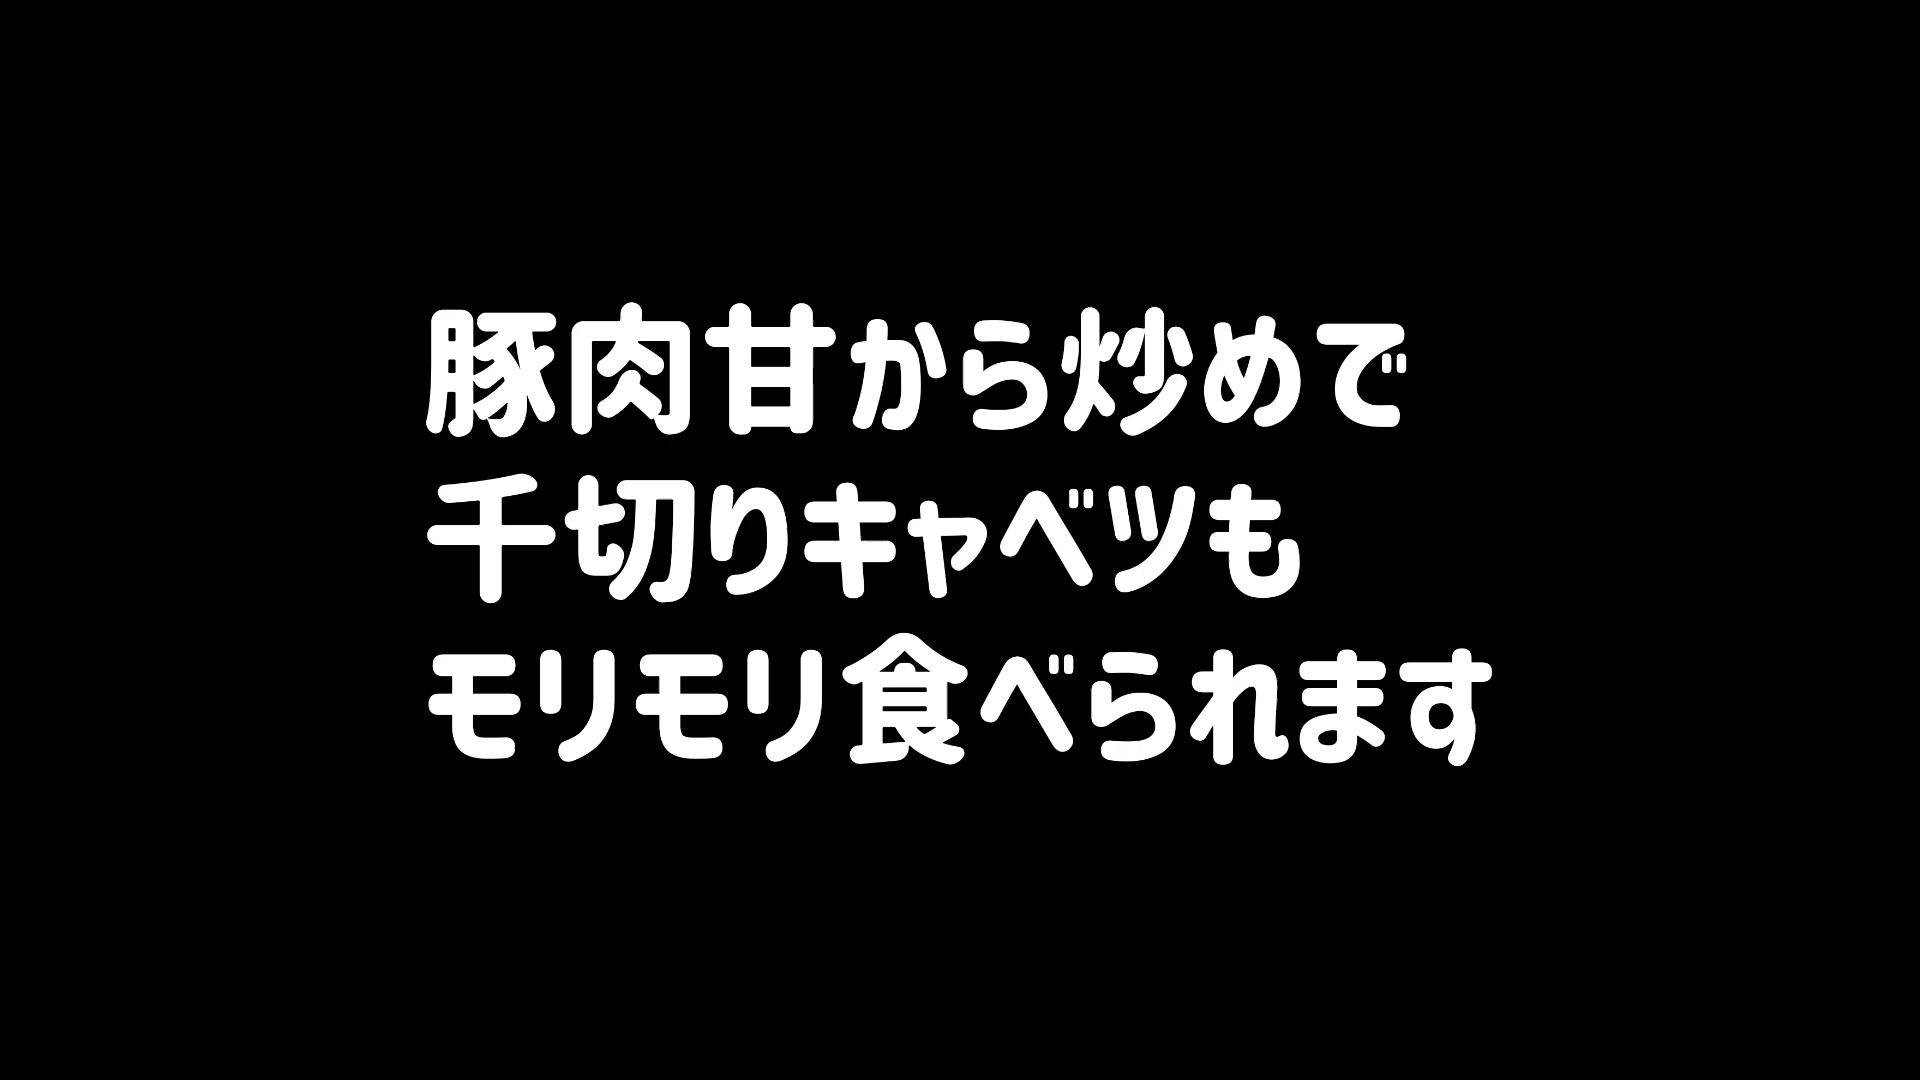 豚肉甘から炒めで
千切りキャベツも
モリモリ食べられます